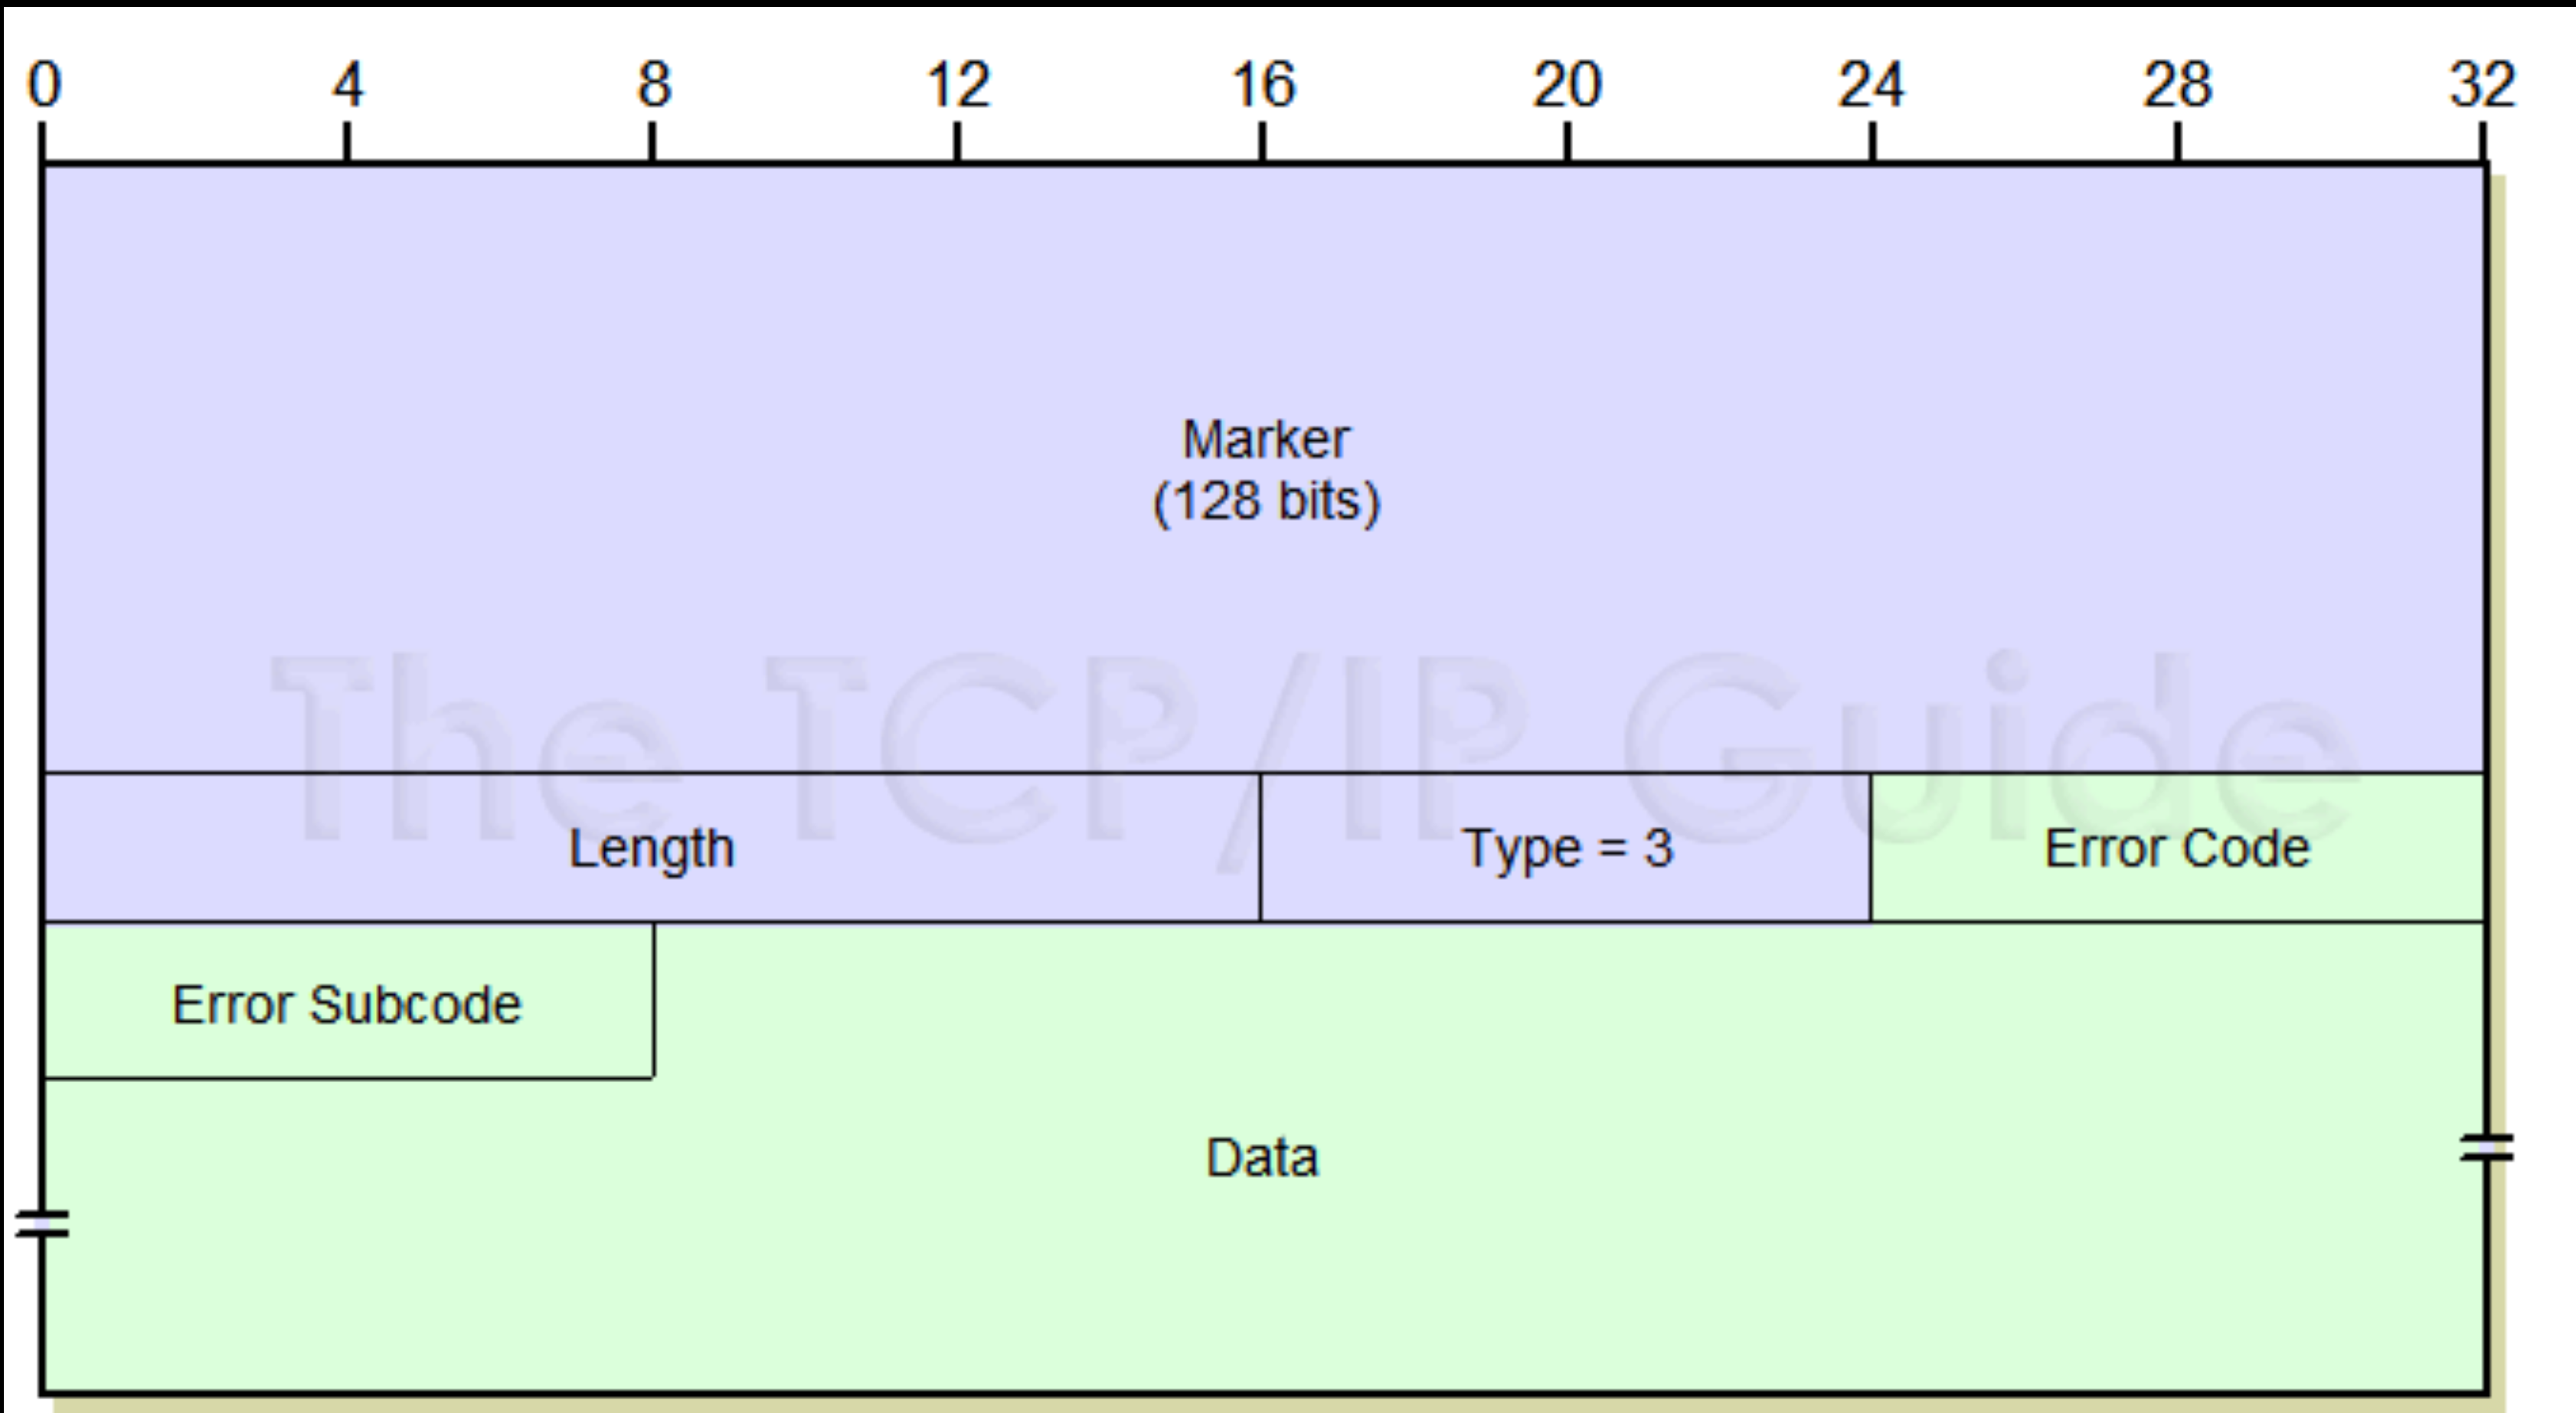 0 4 8 12 16 20 24 28 32
Marker
(128 bits)
The TCP/IP Guide
Length Type = 3 Error Code
Error Subcode
Data